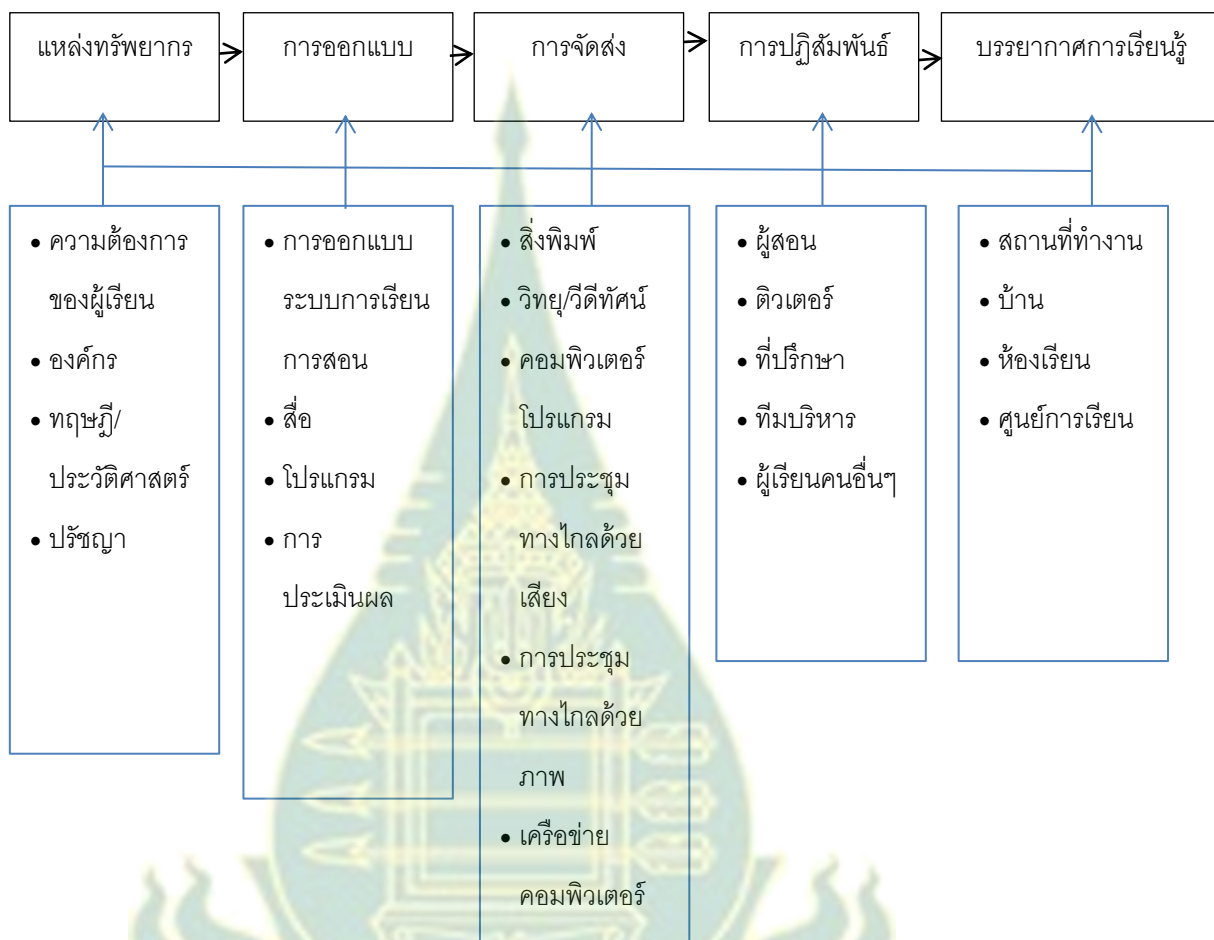 แหล่งทรัพยากร
การออกแบบ
การจัดส่ง
การปฏิสัมพันธ์
บรรยากาศการเรียนรู้
• ความต้องการ
ของผู้เรียน
• องค์กร
• ทฤษฎี/
ประวัติศาสตร์
• ปรัชญา
• การออกแบบ
ระบบการเรียน
การสอน
• สื่อ
• โปรแกรม
• การ
ประเมินผล
• สิ่งพิมพ์
• วิทยุ/วีดีทัศน์
• คอมพิวเตอร์
โปรแกรม
• การประชุม
ทางไกลด้วย
เสียง
• การประชุม
ทางไกลด้วย
ภาพ
• เครือข่าย
คอมพิวเตอร์
• ผู้สอน
• ติวเตอร์
• ที่ปรึกษา
• ทีมบริหาร
• ผู้เรียนคนอื่นๆ
• สถานที่ทำงาน
• บ้าน
• ห้องเรียน
• ศูนย์การเรียน